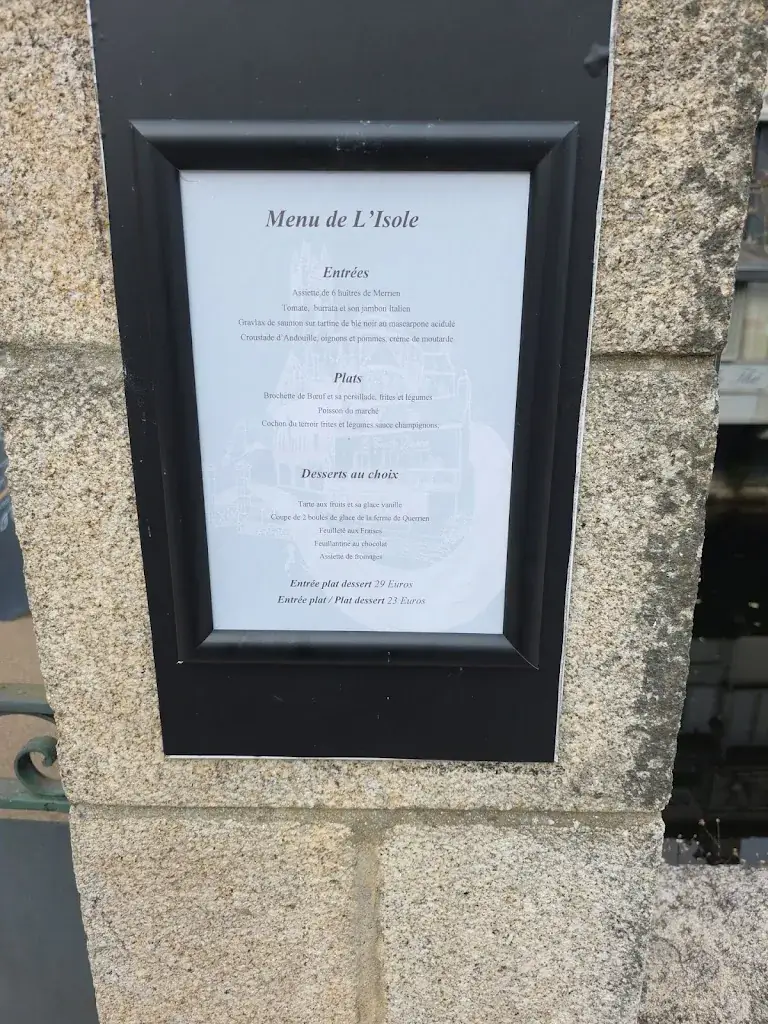 Menu de L'Isole
Entrées
Assiette de 6 huîtres de Merrien
Tomate, burrata et son jambon Italien
Gravlax de saumon sur tartine de blé noir au mascarpone acidulé
Croustade d'Andouille, oignons et pommes, crème de moutarde
Plats
Brochette de Bœuf et sa persillade, frites et légumes
Poisson du marché
Cochon du terroir frites et légumes sauce champignons,
Desserts au choix
Tarte aux fruits et sa glace vanille
Coupe de 2 boules de glace de la ferme de Querrien
Feuilleté aux Fraises
Feuillantine au chocolat
Assiette de fromages
Entrée plat dessert 29 Euros
Entrée plat / Plat dessert 23 Euros